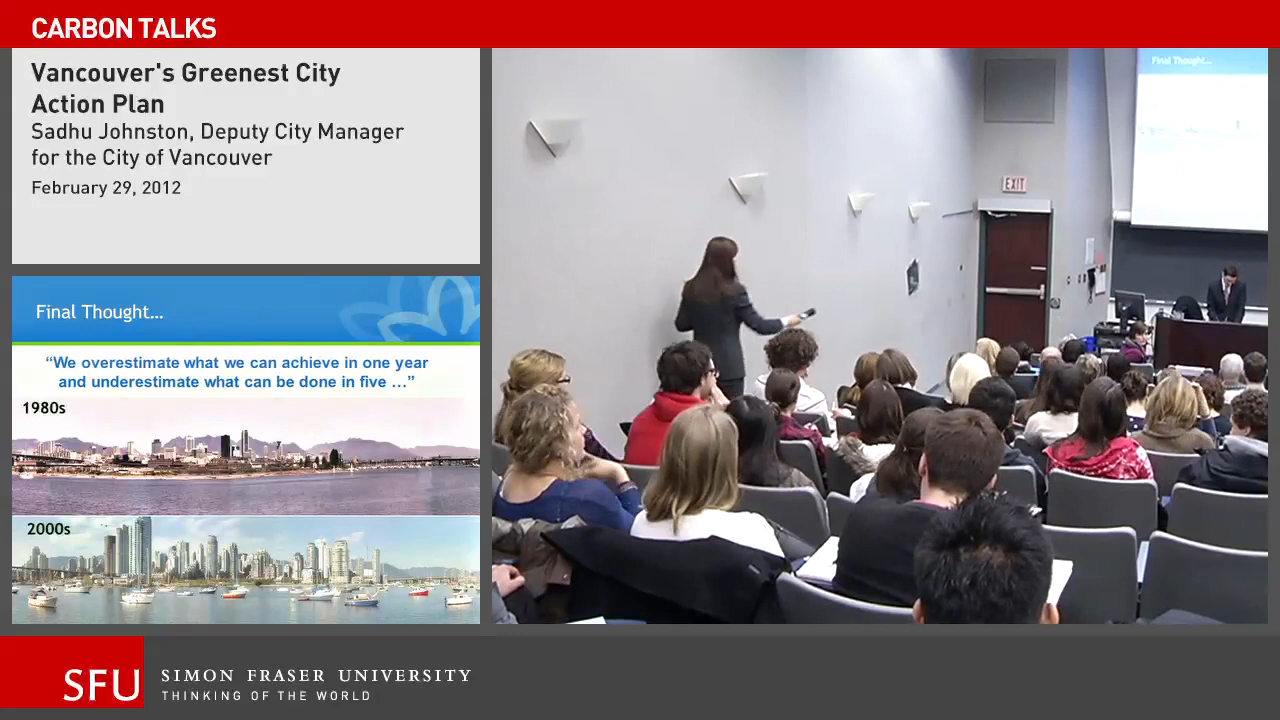 CARBON TALKS
Vancouver's Greenest City
Action Plan
Sadhu Johnston, Deputy City Manager
for the City of Vancouver
February 29, 2012
Final Thought...
“We overestimate what we can achieve in one year
and underestimate what can be done in five ...”
1980s
2000s
Final Thought...
EXIT
SFU
SIMON FRASER UNIVERSITY
THINKING OF THE WORLD